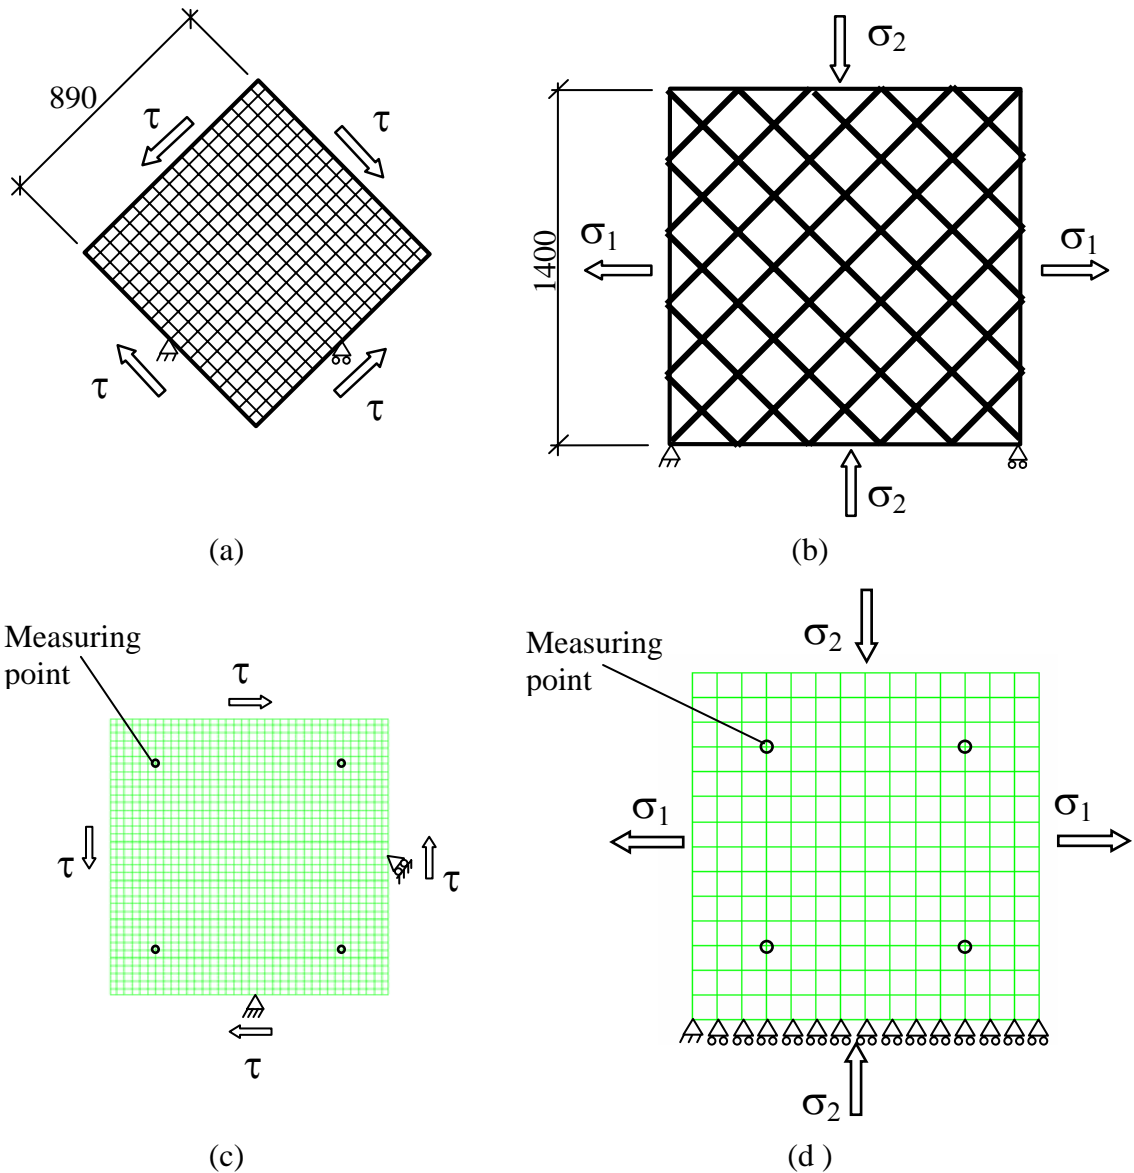 890
τ
τ
τ
τ
(a)
σ2
1400
σ1
σ1
σ2
(b)
Measuring
point
τ
τ
τ
τ
(c)
Measuring
point
σ2
σ1
σ1
σ2
(d )